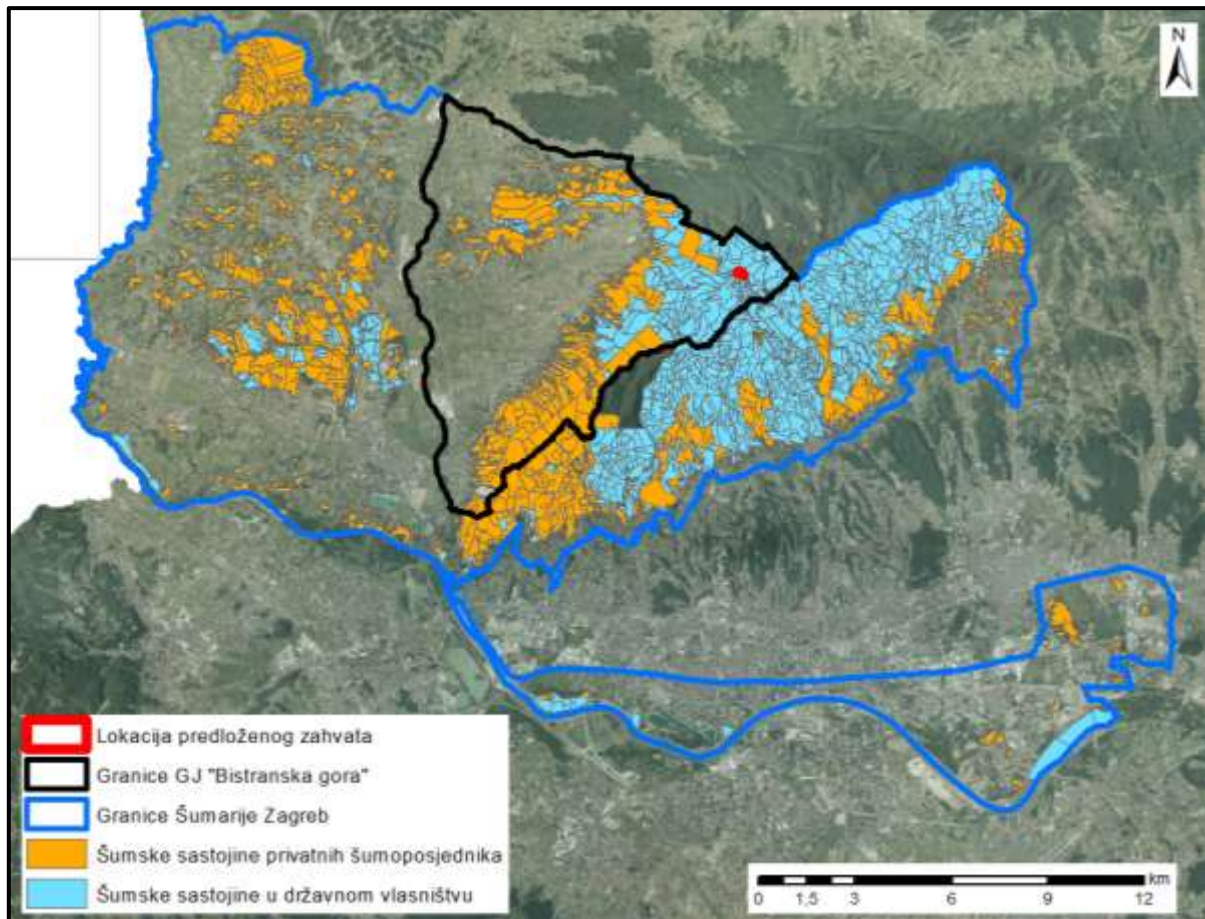 N
Lokacija predloženog zahvata
Granice GJ "Bistranska gora"
Granice Šumarije Zagreb
Šumske sastojine privatnih šumoposjednika
Šumske sastojine u državnom vlasništvu
km
0 1,5 3 6 9 12